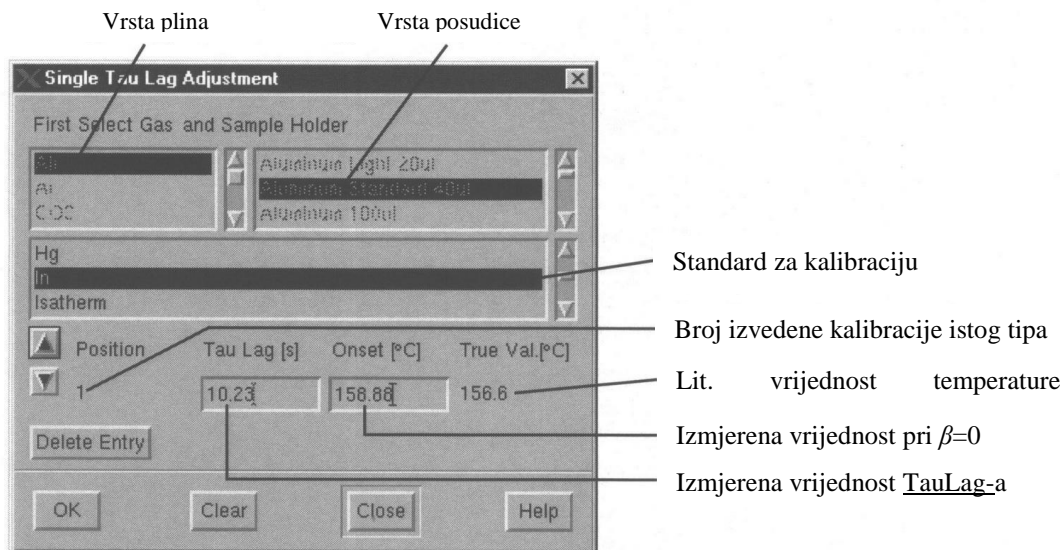 Vrsta plina
Vrsta posudice
Single Tau Lag Adjustment
First Select Gas and Sample Holder
Air
Ar
CO2
Aluminum Light 20ul
Aluminum Standard 40ul
Aluminum 100ul
Hg
In
Isatherm
Standard za kalibraciju
Broj izvedene kalibracije istog tipa
Position
Tau Lag [s]
Onset [°C]
True Val.[°C]
1
10.23
158.88
156.6
Lit. vrijednost temperature
Izmjerena vrijednost pri β=0
Delete Entry
Izmjerena vrijednost TauLag-a
OK
Clear
Close
Help